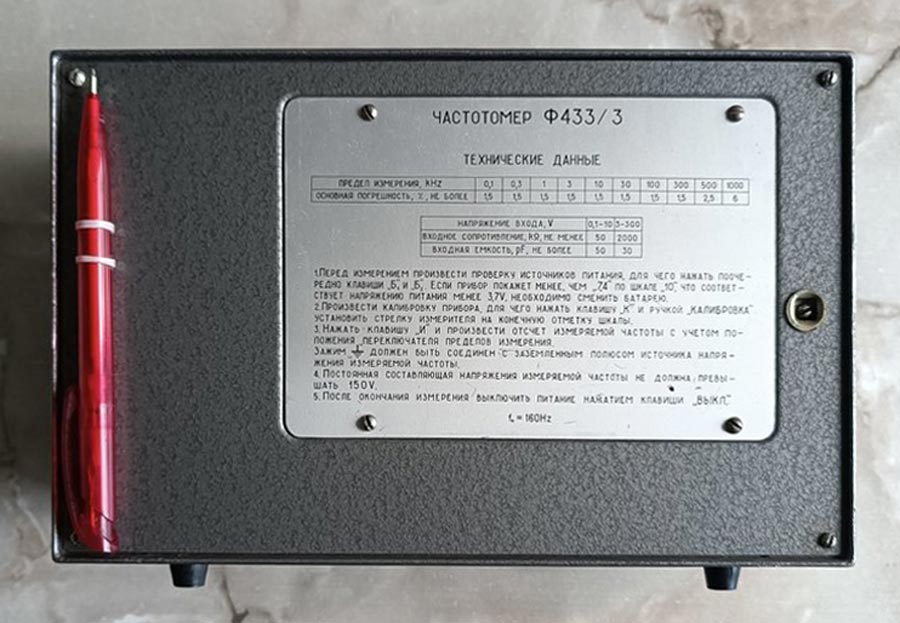 ЧАСТОТОМЕР Ф433/3
ТЕХНИЧЕСКИЕ ДАННЫЕ
ПРЕДЕЛ ИЗМЕРЕНИЯ, kHz 0,1 0,3 1 3 10 30 100 300 500 1000
ОСНОВНАЯ ПОГРЕШНОСТЬ, %, НЕ БОЛЕЕ 1,5 1,5 1,5 1,5 1,5 1,5 1,5 1,5 2,5 6
НАПРЯЖЕНИЕ ВХОДА, V 0,1-10 3-300
ВХОДНОЕ СОПРОТИВЛЕНИЕ, kΩ, НЕ МЕНЕЕ 50 2000
ВХОДНАЯ ЕМКОСТЬ, pF, НЕ БОЛЕЕ 50 30
1.ПЕРЕД ИЗМЕРЕНИЕМ ПРОИЗВЕСТИ ПРОВЕРКУ ИСТОЧНИКОВ ПИТАНИЯ, ДЛЯ ЧЕГО НАЖАТЬ ПООЧЕ-
РЕДНО КЛАВИШИ „Б₁" И „Б₂". ЕСЛИ ПРИБОР ПОКАЖЕТ МЕНЕЕ, ЧЕМ „7,4" ПО ШКАЛЕ „10", ЧТО СООТВЕТ-
СТВУЕТ НАПРЯЖЕНИЮ ПИТАНИЯ МЕНЕЕ 3,7V, НЕОБХОДИМО СМЕНИТЬ БАТАРЕЮ.
2.ПРОИЗВЕСТИ КАЛИБРОВКУ ПРИБОРА, ДЛЯ ЧЕГО НАЖАТЬ КЛАВИШУ „К" И РУЧКОЙ „КАЛИБРОВКА"
УСТАНОВИТЬ СТРЕЛКУ ИЗМЕРИТЕЛЯ НА КОНЕЧНУЮ ОТМЕТКУ ШКАЛЫ.
3. НАЖАТЬ КЛАВИШУ „И" И ПРОИЗВЕСТИ ОТСЧЕТ ИЗМЕРЯЕМОЙ ЧАСТОТЫ С УЧЕТОМ ПО-
ЛОЖЕНИЯ ПЕРЕКЛЮЧАТЕЛЯ ПРЕДЕЛОВ ИЗМЕРЕНИЯ.
ЗАЖИМ ⏚ ДОЛЖЕН БЫТЬ СОЕДИНЕН С ЗАЗЕМЛЕННЫМ ПОЛЮСОМ ИСТОЧНИКА НАПРЯ-
ЖЕНИЯ ИЗМЕРЯЕМОЙ ЧАСТОТЫ.
4. ПОСТОЯННАЯ СОСТАВЛЯЮЩАЯ НАПРЯЖЕНИЯ ИЗМЕРЯЕМОЙ ЧАСТОТЫ НЕ ДОЛЖНА ПРЕВЫ-
ШАТЬ 150V.
5. ПОСЛЕ ОКОНЧАНИЯ ИЗМЕРЕНИЯ ВЫКЛЮЧИТЬ ПИТАНИЕ НАЖАТИЕМ КЛАВИШИ „ВЫКЛ."
= 160Hz